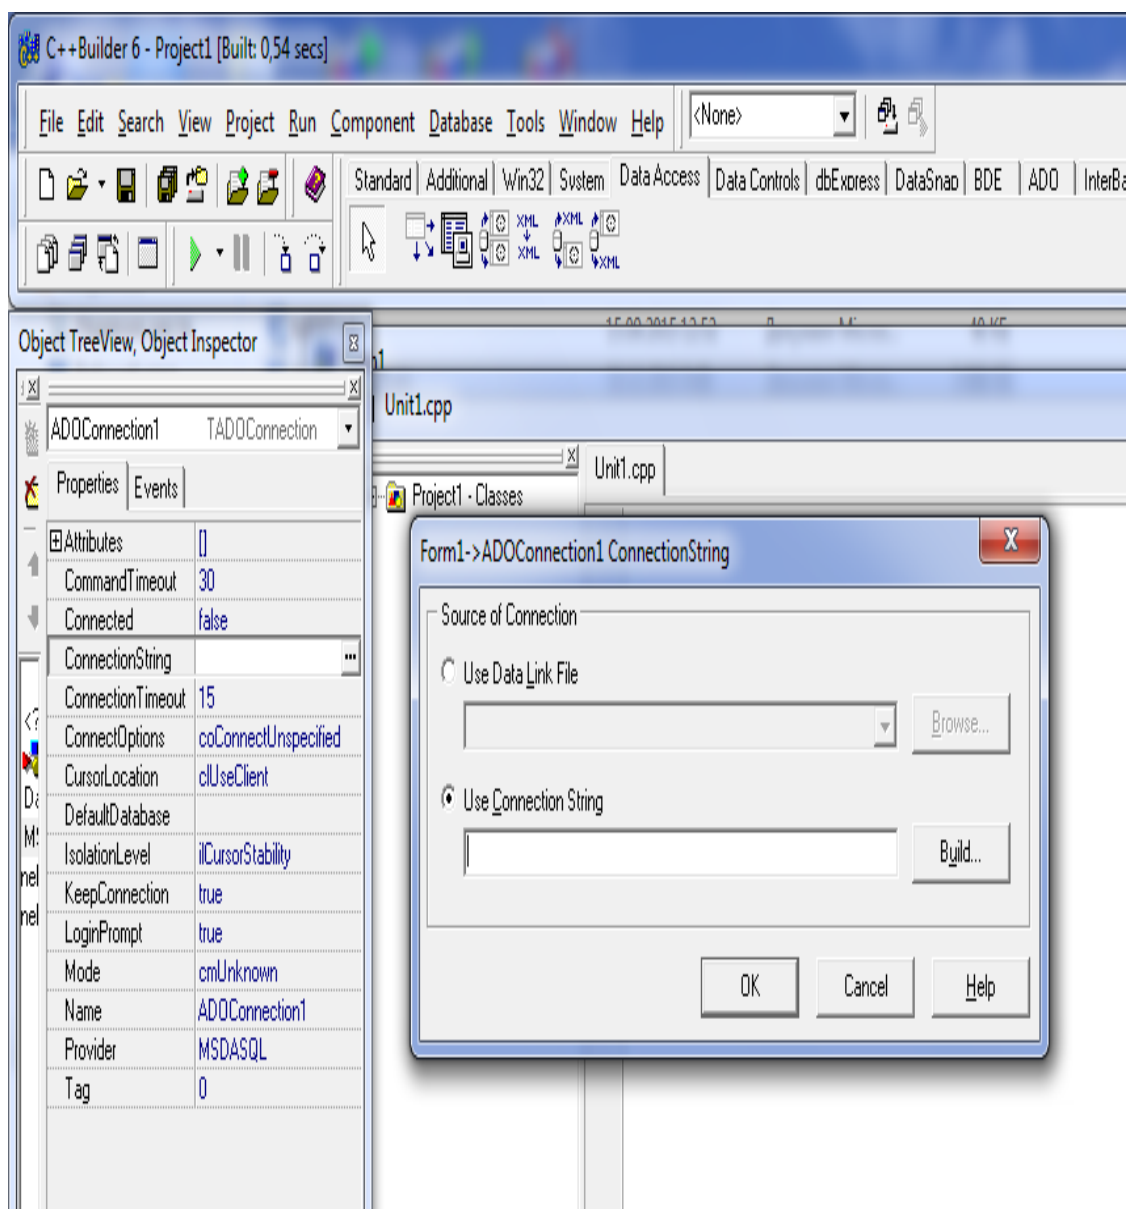 C++Builder 6 - Project1 [Built: 0,54 secs]
File Edit Search View Project Run Component Database Tools Window Help
<None>
Standard Additional Win32 System Data Access Data Controls dbExpress DataSnap BDE ADO InterBa
XML XML XML XML
Object TreeView, Object Inspector
ADOConnection1 TADOConnection
Properties Events
Attributes []
CommandTimeout 30
Connected false
ConnectionString
ConnectionTimeout 15
ConnectOptions coConnectUnspecified
CursorLocation clUseClient
DefaultDatabase
IsolationLevel ilCursorStability
KeepConnection true
LoginPrompt true
Mode cmUnknown
Name ADOConnection1
Provider MSDASQL
Tag 0
Unit1.cpp
Unit1.cpp
Project1 - Classes
Form1->ADOConnection1 ConnectionString
Source of Connection
Use Data Link File
Browse...
Use Connection String
Build...
OK Cancel Help